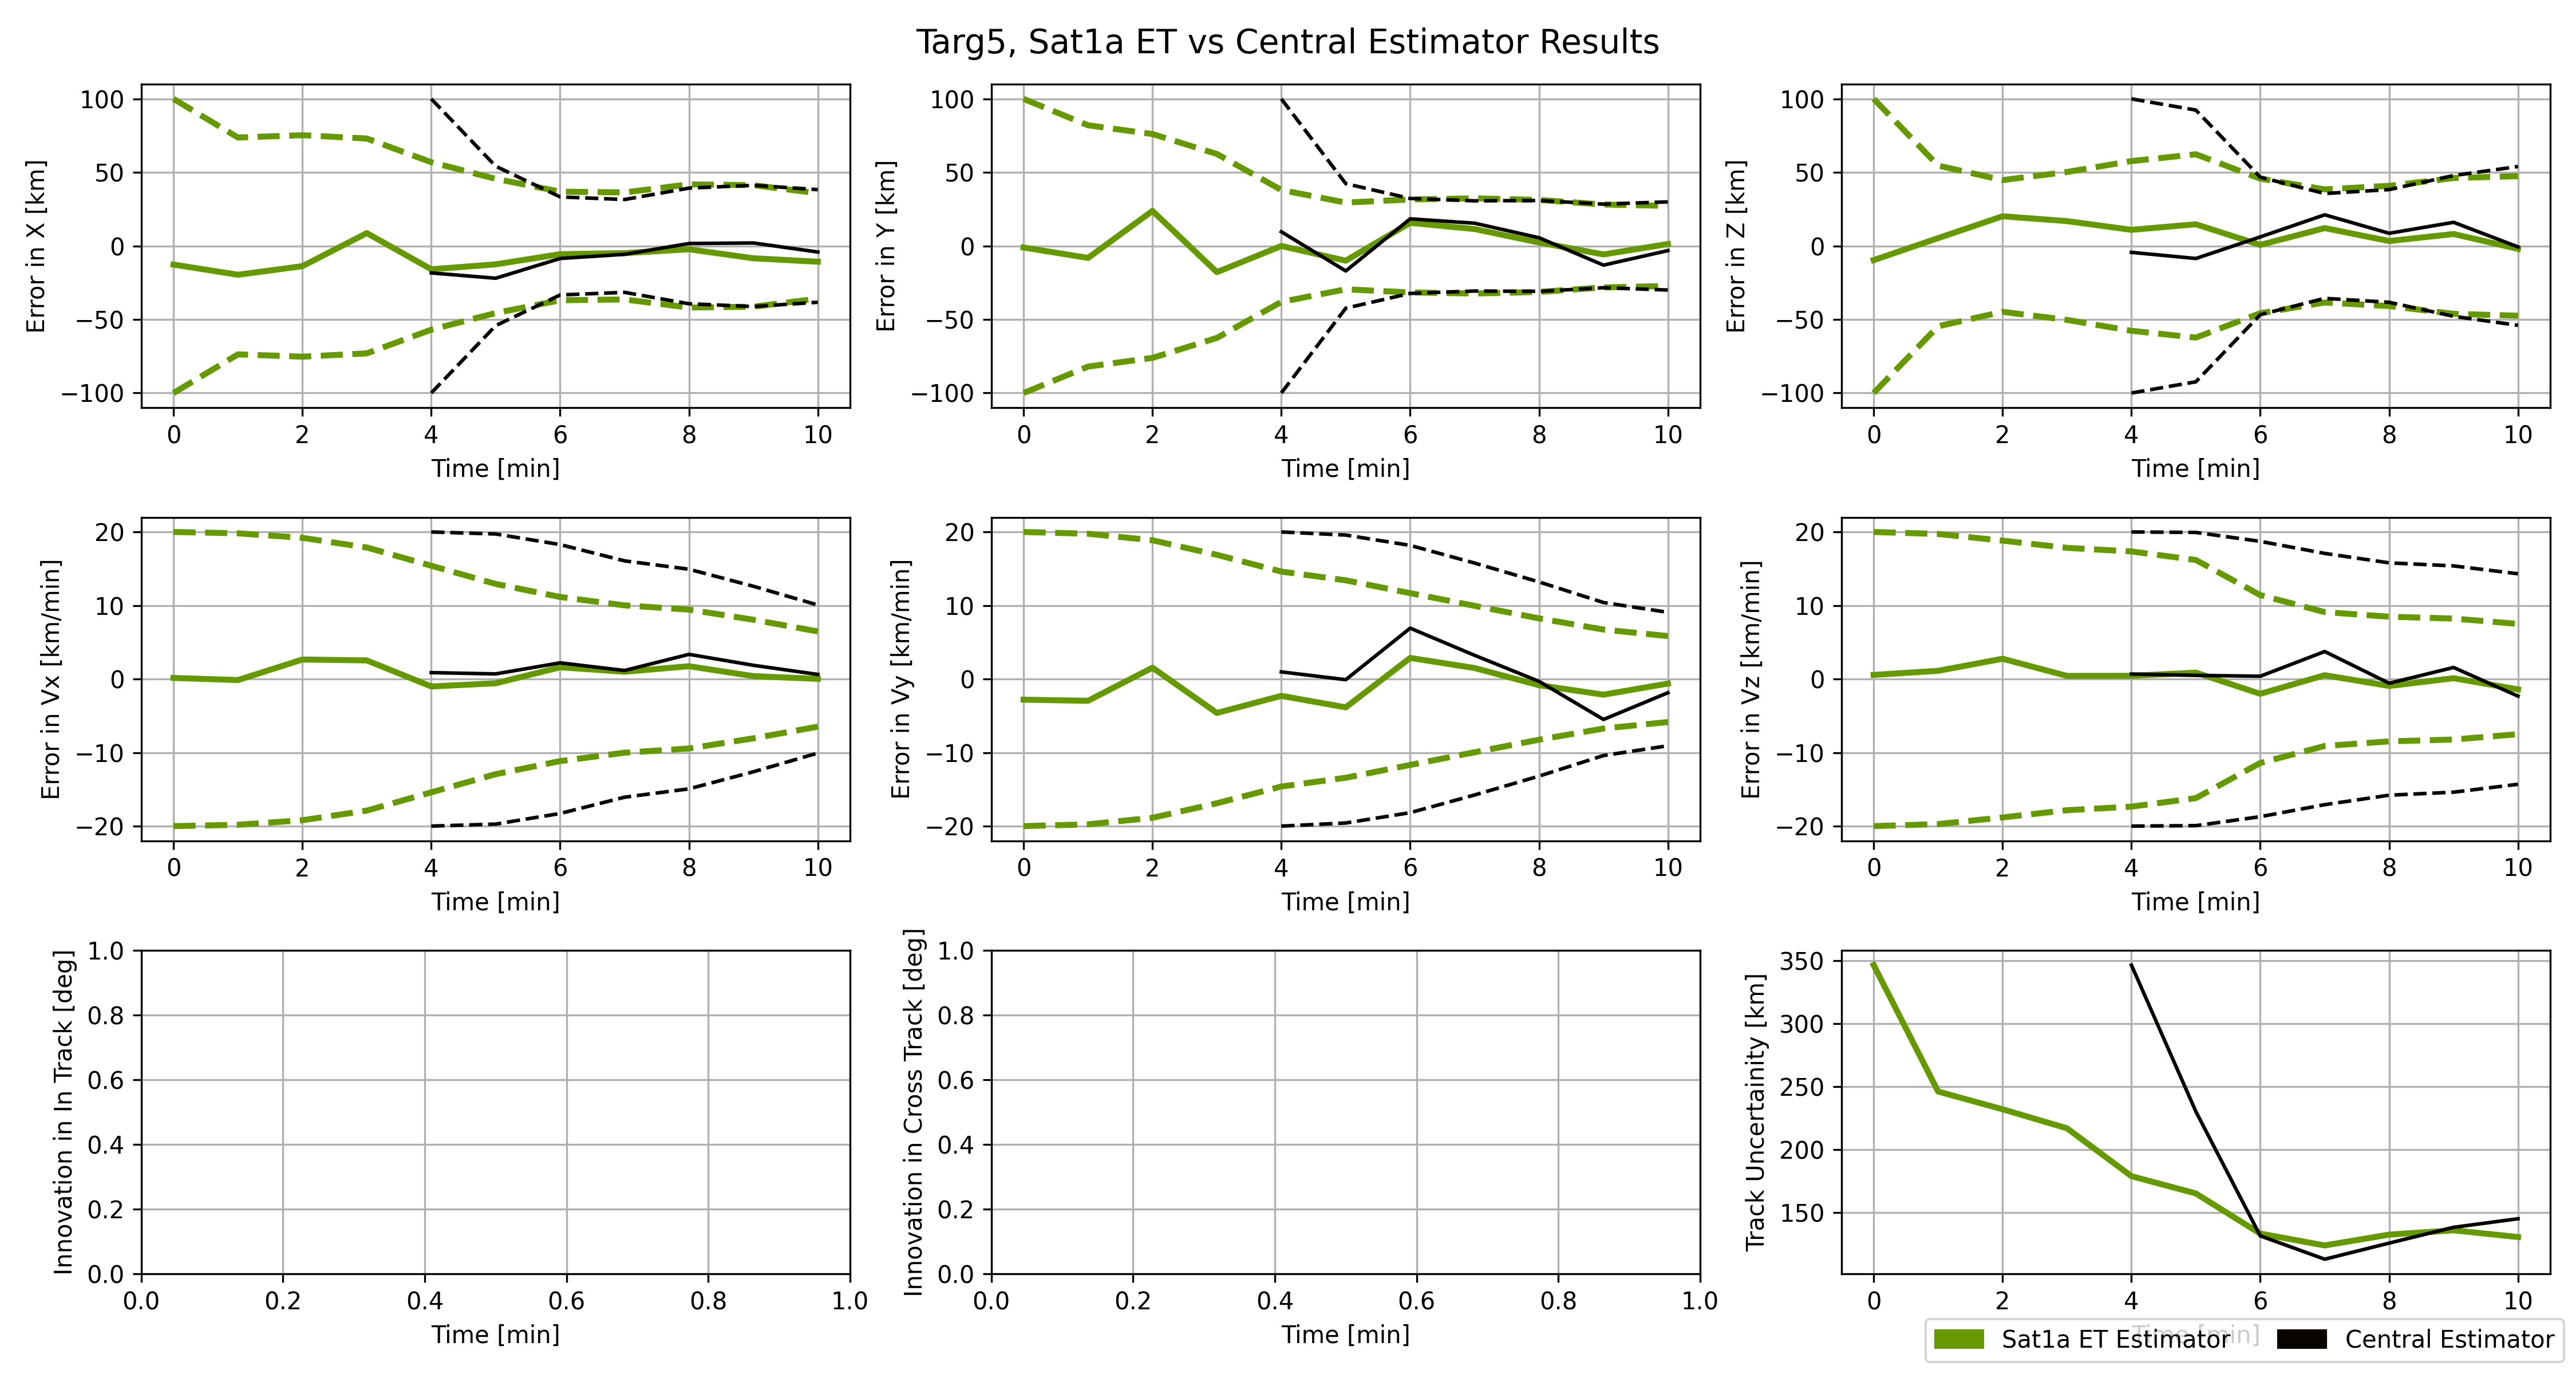 Targ5, Sat1a ET vs Central Estimator Results
Error in X [km]
100
50
0
−50
−100
0 2 4 6 8 10
Time [min]
Error in Y [km]
100
50
0
−50
−100
0 2 4 6 8 10
Time [min]
Error in Z [km]
100
50
0
−50
−100
0 2 4 6 8 10
Time [min]
Error in Vx [km/min]
20
10
0
−10
−20
0 2 4 6 8 10
Time [min]
Error in Vy [km/min]
20
10
0
−10
−20
0 2 4 6 8 10
Time [min]
Error in Vz [km/min]
20
10
0
−10
−20
0 2 4 6 8 10
Time [min]
Innovation in In Track [deg]
1.0
0.8
0.6
0.4
0.2
0.0
0.0 0.2 0.4 0.6 0.8 1.0
Time [min]
Innovation in Cross Track [deg]
1.0
0.8
0.6
0.4
0.2
0.0
0.0 0.2 0.4 0.6 0.8 1.0
Time [min]
Track Uncertainity [km]
350
300
250
200
150
0 2 4 6 8 10
Time [min]
Sat1a ET Estimator
Central Estimator